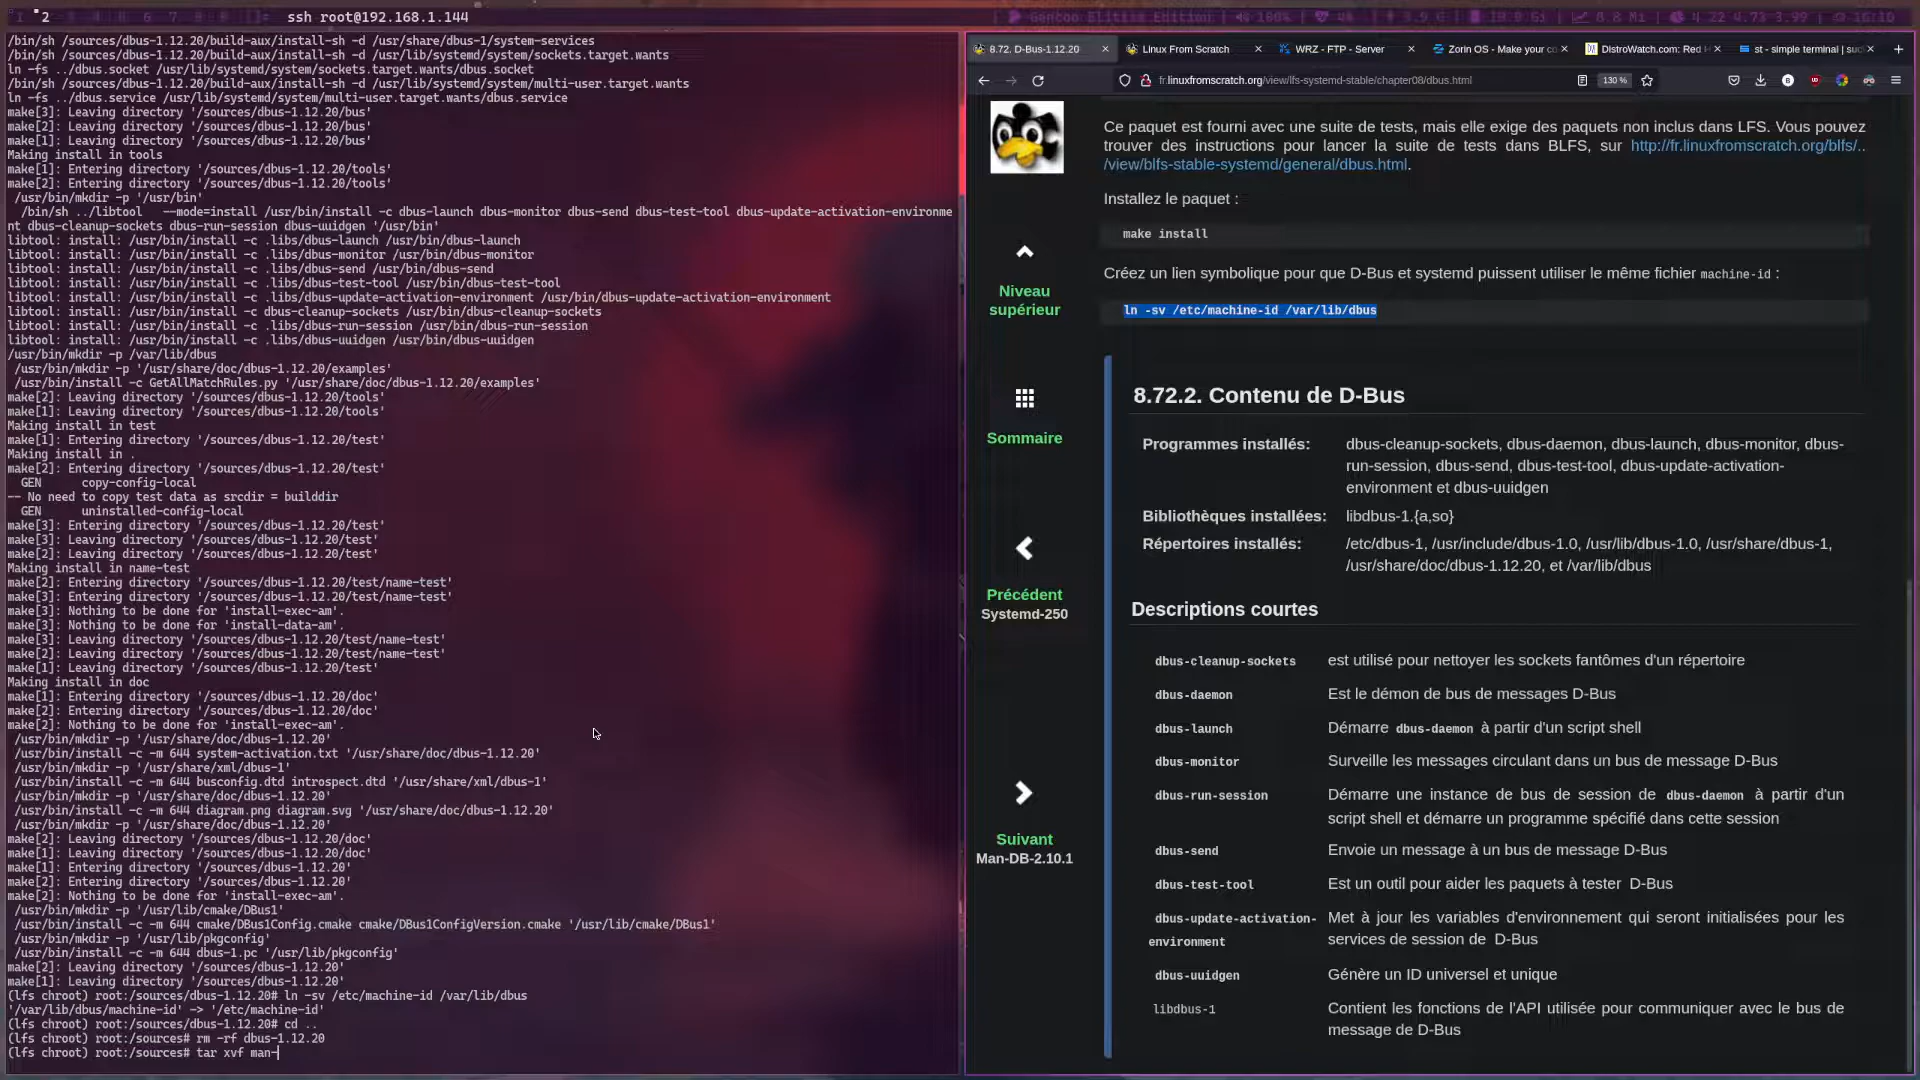 2
ssh root@192.168.1.144
/bin/sh /sources/dbus-1.12.20/build-aux/install-sh -d /usr/share/dbus-1/system-services
/bin/sh /sources/dbus-1.12.20/build-aux/install-sh -d /usr/lib/systemd/system/sockets.target.wants
ln -fs ../dbus.socket /usr/lib/systemd/system/sockets.target.wants/dbus.socket
/bin/sh /sources/dbus-1.12.20/build-aux/install-sh -d /usr/lib/systemd/system/multi-user.target.wants
ln -fs ../dbus.service /usr/lib/systemd/system/multi-user.target.wants/dbus.service
make[3]: Leaving directory '/sources/dbus-1.12.20/bus'
make[2]: Leaving directory '/sources/dbus-1.12.20/bus'
make[1]: Leaving directory '/sources/dbus-1.12.20/bus'
Making install in tools
make[1]: Entering directory '/sources/dbus-1.12.20/tools'
make[2]: Entering directory '/sources/dbus-1.12.20/tools'
/usr/bin/mkdir -p '/usr/bin'
/bin/sh ../libtool --mode=install /usr/bin/install -c dbus-launch dbus-monitor dbus-send dbus-test-tool dbus-update-activation-environme
nt dbus-cleanup-sockets dbus-run-session dbus-uuidgen '/usr/bin'
libtool: install: /usr/bin/install -c .libs/dbus-launch /usr/bin/dbus-launch
libtool: install: /usr/bin/install -c .libs/dbus-monitor /usr/bin/dbus-monitor
libtool: install: /usr/bin/install -c .libs/dbus-send /usr/bin/dbus-send
libtool: install: /usr/bin/install -c .libs/dbus-test-tool /usr/bin/dbus-test-tool
libtool: install: /usr/bin/install -c .libs/dbus-update-activation-environment /usr/bin/dbus-update-activation-environment
libtool: install: /usr/bin/install -c dbus-cleanup-sockets /usr/bin/dbus-cleanup-sockets
libtool: install: /usr/bin/install -c .libs/dbus-run-session /usr/bin/dbus-run-session
libtool: install: /usr/bin/install -c .libs/dbus-uuidgen /usr/bin/dbus-uuidgen
/usr/bin/mkdir -p /var/lib/dbus
/usr/bin/mkdir -p '/usr/share/doc/dbus-1.12.20/examples'
/usr/bin/install -c GetAllMatchRules.py '/usr/share/doc/dbus-1.12.20/examples'
make[2]: Leaving directory '/sources/dbus-1.12.20/tools'
make[1]: Leaving directory '/sources/dbus-1.12.20/tools'
Making install in test
make[1]: Entering directory '/sources/dbus-1.12.20/test'
Making install in .
make[2]: Entering directory '/sources/dbus-1.12.20/test'
GEN copy-config-local
-- No need to copy test data as srcdir = builddir
GEN uninstalled-config-local
make[3]: Entering directory '/sources/dbus-1.12.20/test'
make[3]: Leaving directory '/sources/dbus-1.12.20/test'
make[2]: Leaving directory '/sources/dbus-1.12.20/test'
Making install in name-test
make[2]: Entering directory '/sources/dbus-1.12.20/test/name-test'
make[3]: Entering directory '/sources/dbus-1.12.20/test/name-test'
make[3]: Nothing to be done for 'install-exec-am'.
make[3]: Nothing to be done for 'install-data-am'.
make[3]: Leaving directory '/sources/dbus-1.12.20/test/name-test'
make[2]: Leaving directory '/sources/dbus-1.12.20/test/name-test'
make[1]: Leaving directory '/sources/dbus-1.12.20/test'
Making install in doc
make[1]: Entering directory '/sources/dbus-1.12.20/doc'
make[2]: Entering directory '/sources/dbus-1.12.20/doc'
make[2]: Nothing to be done for 'install-exec-am'.
/usr/bin/mkdir -p '/usr/share/doc/dbus-1.12.20'
/usr/bin/install -c -m 644 system-activation.txt '/usr/share/doc/dbus-1.12.20'
/usr/bin/mkdir -p '/usr/share/xml/dbus-1'
/usr/bin/install -c -m 644 busconfig.dtd introspect.dtd '/usr/share/xml/dbus-1'
/usr/bin/mkdir -p '/usr/share/doc/dbus-1.12.20'
/usr/bin/install -c -m 644 diagram.png diagram.svg '/usr/share/doc/dbus-1.12.20'
/usr/bin/mkdir -p '/usr/share/doc/dbus-1.12.20'
make[2]: Leaving directory '/sources/dbus-1.12.20/doc'
make[1]: Leaving directory '/sources/dbus-1.12.20/doc'
make[1]: Entering directory '/sources/dbus-1.12.20'
make[2]: Entering directory '/sources/dbus-1.12.20'
make[2]: Nothing to be done for 'install-exec-am'.
/usr/bin/mkdir -p '/usr/lib/cmake/DBus1'
/usr/bin/install -c -m 644 cmake/DBus1Config.cmake cmake/DBus1ConfigVersion.cmake '/usr/lib/cmake/DBus1'
/usr/bin/mkdir -p '/usr/lib/pkgconfig'
/usr/bin/install -c -m 644 dbus-1.pc '/usr/lib/pkgconfig'
make[2]: Leaving directory '/sources/dbus-1.12.20'
make[1]: Leaving directory '/sources/dbus-1.12.20'
(lfs chroot) root:/sources/dbus-1.12.20# ln -sv /etc/machine-id /var/lib/dbus
'/var/lib/dbus/machine-id' -> '/etc/machine-id'
(lfs chroot) root:/sources/dbus-1.12.20# cd ..
(lfs chroot) root:/sources# rm -rf dbus-1.12.20
(lfs chroot) root:/sources# tar xvf man-
8.72. D-Bus-1.12.20
Linux From Scratch
WRZ - FTP - Server
Zorin OS - Make your co
DistroWatch.com: Red H
st - simple terminal | suc
fr.linuxfromscratch.org/view/lfs-systemd-stable/chapter08/dbus.html
130 %
Ce paquet est fourni avec une suite de tests, mais elle exige des paquets non inclus dans LFS. Vous pouvez
trouver des instructions pour lancer la suite de tests dans BLFS, sur http://fr.linuxfromscratch.org/blfs/..
/view/blfs-stable-systemd/general/dbus.html.
Installez le paquet :
make install
Créez un lien symbolique pour que D-Bus et systemd puissent utiliser le même fichier machine-id :
ln -sv /etc/machine-id /var/lib/dbus
Niveau
supérieur
Sommaire
Précédent
Systemd-250
Suivant
Man-DB-2.10.1
8.72.2. Contenu de D-Bus
Programmes installés: dbus-cleanup-sockets, dbus-daemon, dbus-launch, dbus-monitor, dbus-
run-session, dbus-send, dbus-test-tool, dbus-update-activation-
environment et dbus-uuidgen
Bibliothèques installées: libdbus-1.{a,so}
Répertoires installés: /etc/dbus-1, /usr/include/dbus-1.0, /usr/lib/dbus-1.0, /usr/share/dbus-1,
/usr/share/doc/dbus-1.12.20, et /var/lib/dbus
Descriptions courtes
dbus-cleanup-sockets est utilisé pour nettoyer les sockets fantômes d'un répertoire
dbus-daemon Est le démon de bus de messages D-Bus
dbus-launch Démarre dbus-daemon à partir d'un script shell
dbus-monitor Surveille les messages circulant dans un bus de message D-Bus
dbus-run-session Démarre une instance de bus de session de dbus-daemon à partir d'un
script shell et démarre un programme spécifié dans cette session
dbus-send Envoie un message à un bus de message D-Bus
dbus-test-tool Est un outil pour aider les paquets à tester D-Bus
dbus-update-activation- Met à jour les variables d'environnement qui seront initialisées pour les
environment services de session de D-Bus
dbus-uuidgen Génère un ID universel et unique
libdbus-1 Contient les fonctions de l'API utilisée pour communiquer avec le bus de
message de D-Bus